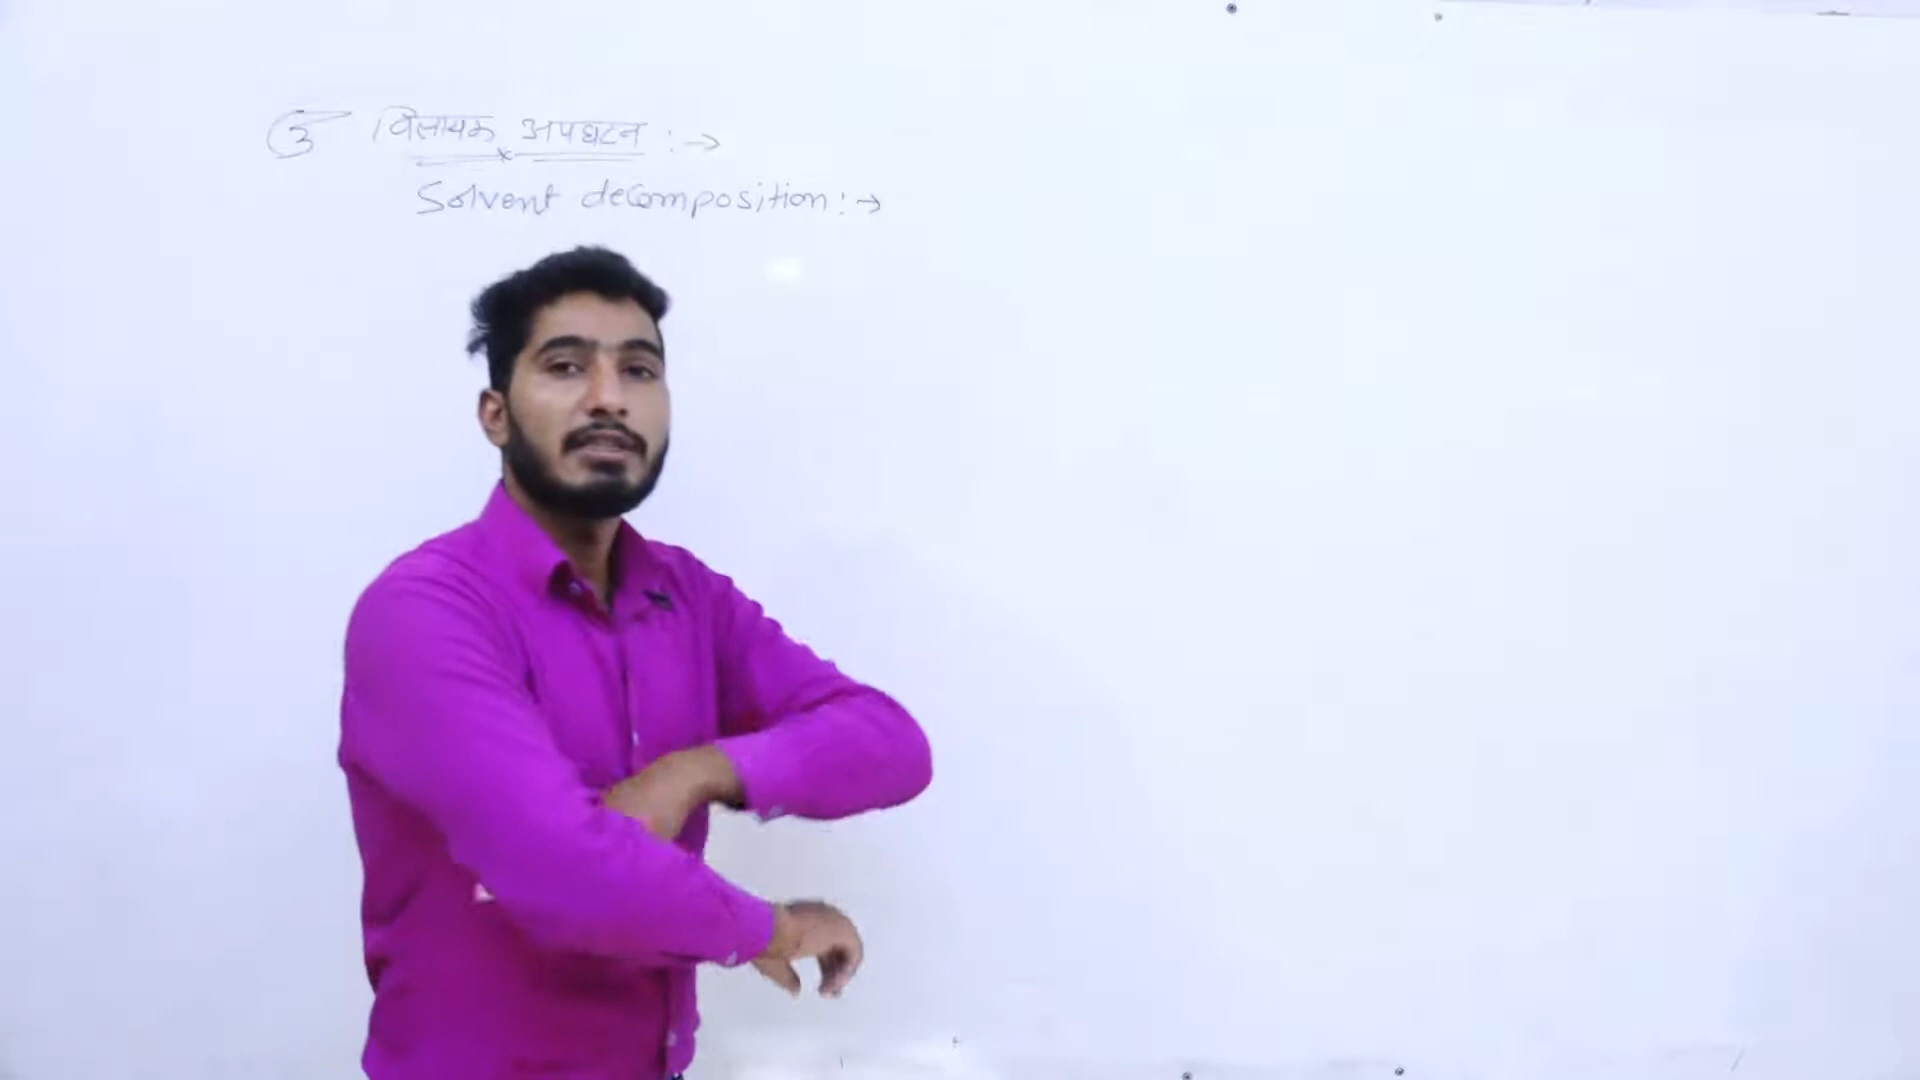 ③ विलायक अपघटन :→
Solvent decomposition :→